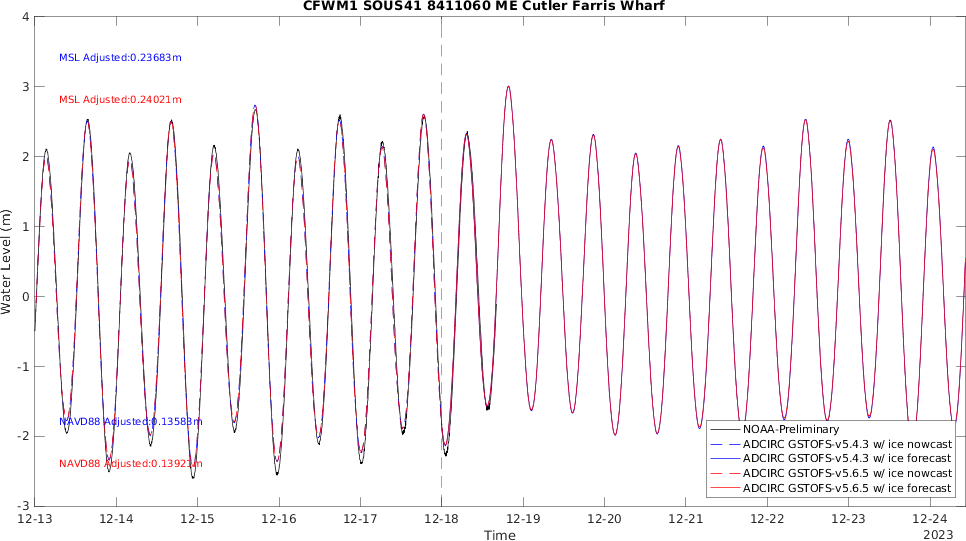 CFWM1 SOUS41 8411060 ME Cutler Farris Wharf
4
3
2
1
0
-1
-2
-3
Water Level (m)
MSL Adjusted:0.23683m
MSL Adjusted:0.24021m
NAVD88 Adjusted:0.13583m
NAVD88 Adjusted:0.13921m
NOAA-Preliminary
ADCIRC GSTOFS-v5.4.3 w/ ice nowcast
ADCIRC GSTOFS-v5.4.3 w/ ice forecast
ADCIRC GSTOFS-v5.6.5 w/ ice nowcast
ADCIRC GSTOFS-v5.6.5 w/ ice forecast
12-13 12-14 12-15 12-16 12-17 12-18 12-19 12-20 12-21 12-22 12-23 12-24
Time
2023